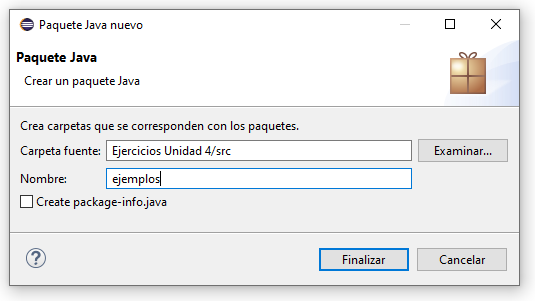 Paquete Java nuevo
Paquete Java
Crear un paquete Java
Crea carpetas que se corresponden con los paquetes.
Carpeta fuente: Ejercicios Unidad 4/src Examinar...
Nombre: ejemplos
Create package-info.java
? Finalizar Cancelar